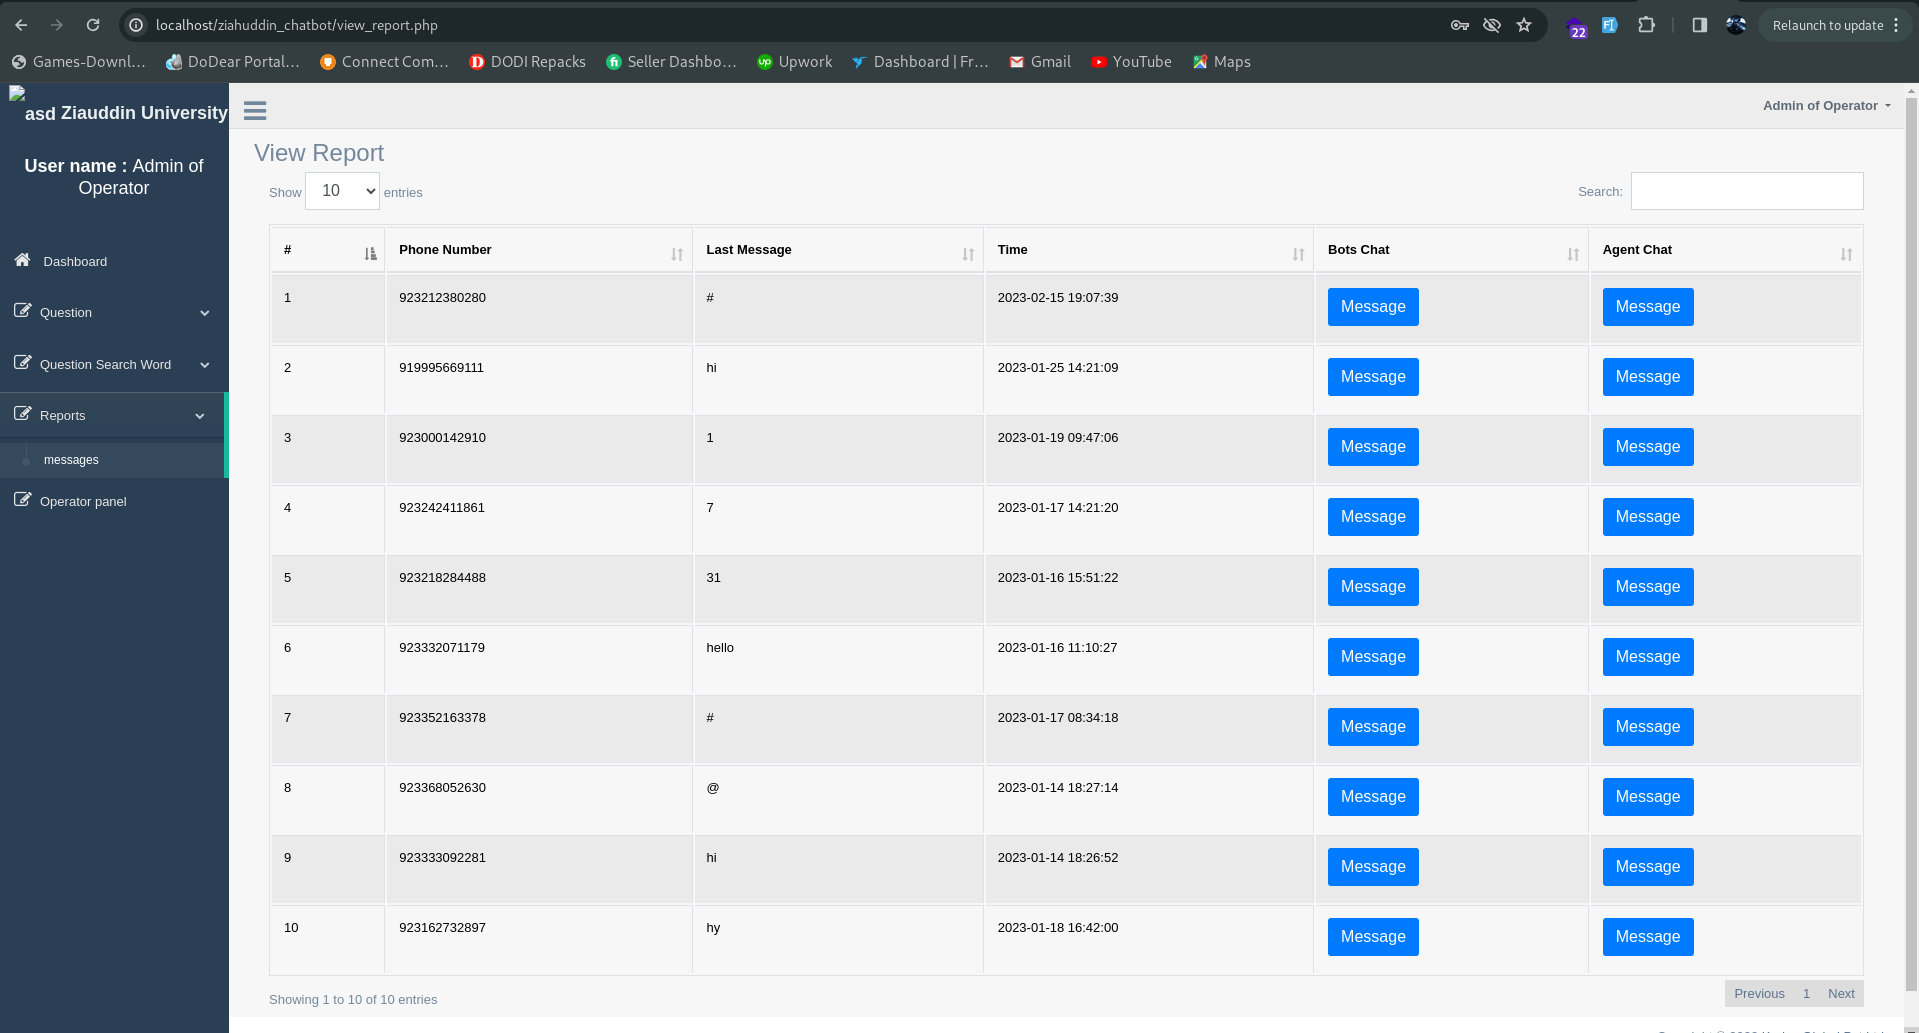 localhost/ziahuddin_chatbot/view_report.php
22
Relaunch to update
Games-Downl...
DoDear Portal...
Connect Com...
DODI Repacks
Seller Dashbo...
Upwork
Dashboard | Fr...
Gmail
YouTube
Maps
asd Ziauddin University
User name : Admin of
Operator
Dashboard
Question
Question Search Word
Reports
messages
Operator panel
Admin of Operator
View Report
Show 10 entries
Search:
# Phone Number Last Message Time Bots Chat Agent Chat
1 923212380280 # 2023-02-15 19:07:39 Message Message
2 919995669111 hi 2023-01-25 14:21:09 Message Message
3 923000142910 1 2023-01-19 09:47:06 Message Message
4 923242411861 7 2023-01-17 14:21:20 Message Message
5 923218284488 31 2023-01-16 15:51:22 Message Message
6 923332071179 hello 2023-01-16 11:10:27 Message Message
7 923352163378 # 2023-01-17 08:34:18 Message Message
8 923368052630 @ 2023-01-14 18:27:14 Message Message
9 923333092281 hi 2023-01-14 18:26:52 Message Message
10 923162732897 hy 2023-01-18 16:42:00 Message Message
Showing 1 to 10 of 10 entries
Previous 1 Next